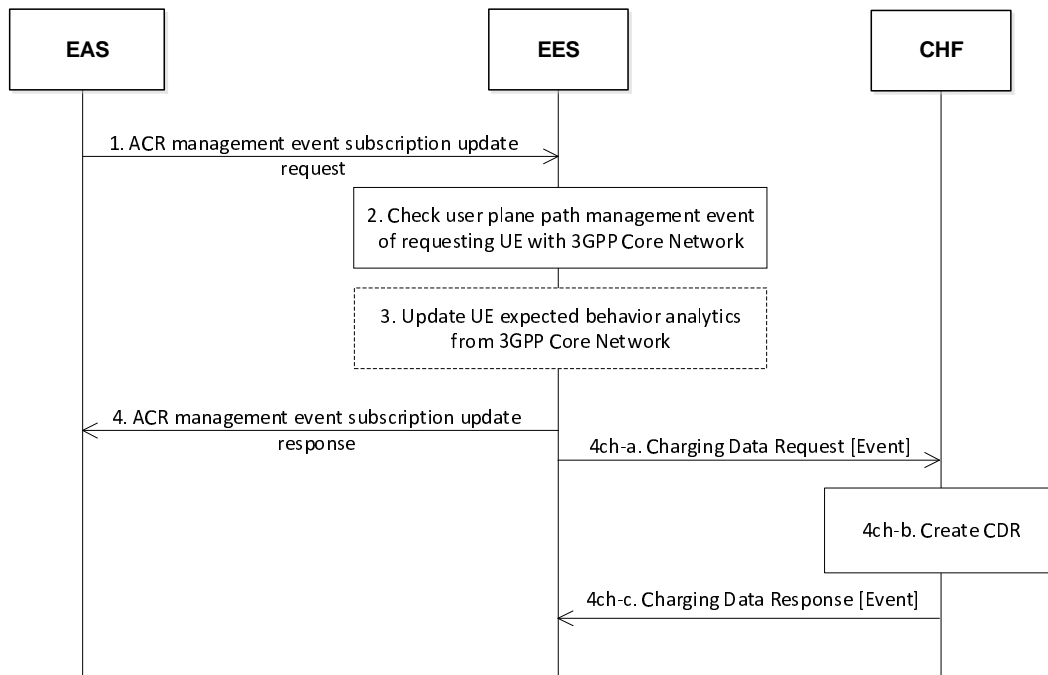 EAS
EES
CHF
1. ACR management event subscription update
request
2. Check user plane path management event
of requesting UE with 3GPP Core Network
3. Update UE expected behavior analytics
from 3GPP Core Network
4. ACR management event subscription update
response
4ch-a. Charging Data Request [Event]
4ch-b. Create CDR
4ch-c. Charging Data Response [Event]